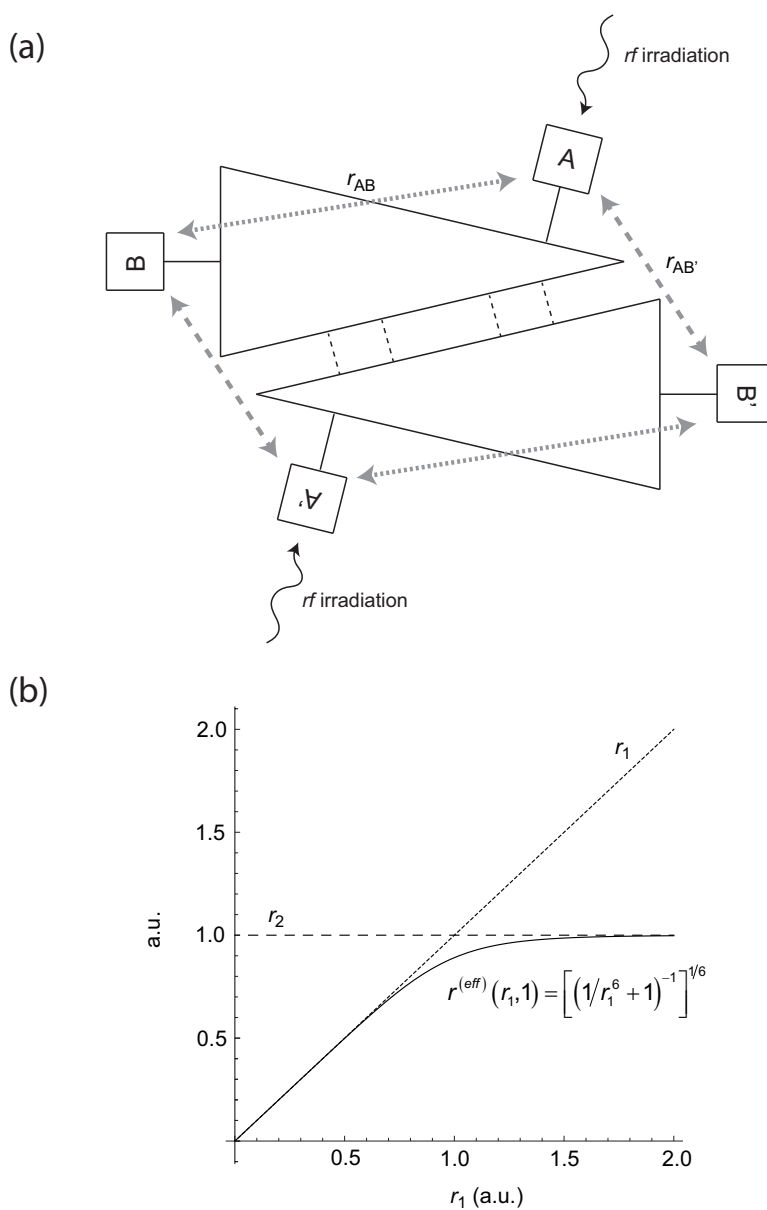 (a)
rf irradiation
A
rAB
B
rAB'
B'
A'
rf irradiation
(b)
2.0
r1
1.5
r2
1.0
a.u.
r(eff)(r1,1)=[(1/r1^6+1)^-1]^1/6
0.5
0.5 1.0 1.5 2.0
r1 (a.u.)